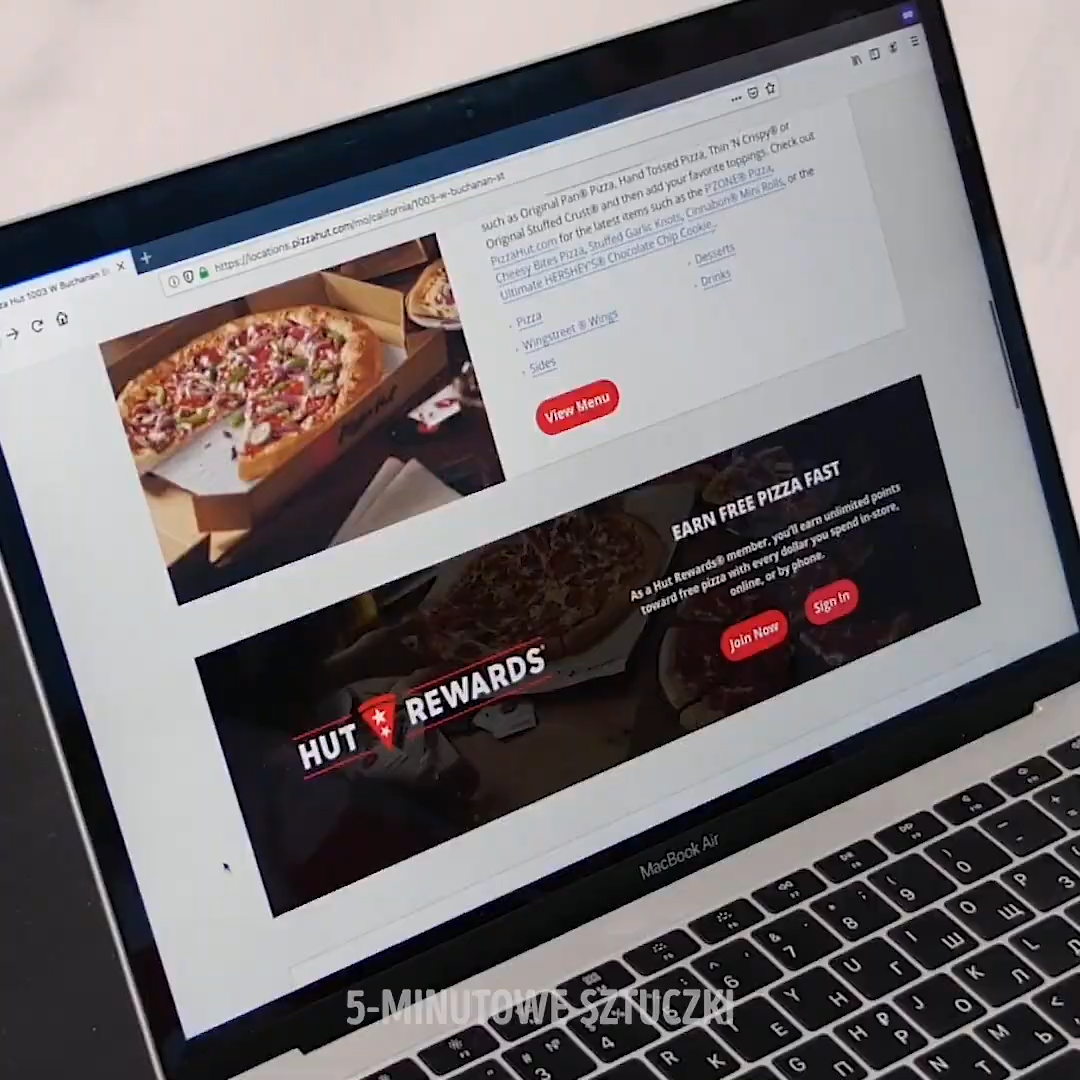 za Hut 1003 W Buchanan St
https://locations.pizzahut.com/mo/california/1003-w-buchanan-st
such as Original Pan® Pizza, Hand Tossed Pizza, Thin 'N Crispy® or
Original Stuffed Crust® and then add your favorite toppings. Check out
PizzaHut.com for the latest items such as the P'ZONE® Pizza,
Cheesy Bites Pizza, Stuffed Garlic Knots, Cinnabon® Mini Rolls, or the
Ultimate HERSHEY'S® Chocolate Chip Cookie.
Pizza
Wingstreet ® Wings
Sides
Desserts
Drinks
View Menu
EARN FREE PIZZA FAST
As a Hut Rewards® member, you'll earn unlimited points
toward free pizza with every dollar you spend in-store,
online, or by phone.
Join Now
Sign In
HUT REWARDS
MacBook Air
5-MINUTOWE SZTUCZKI